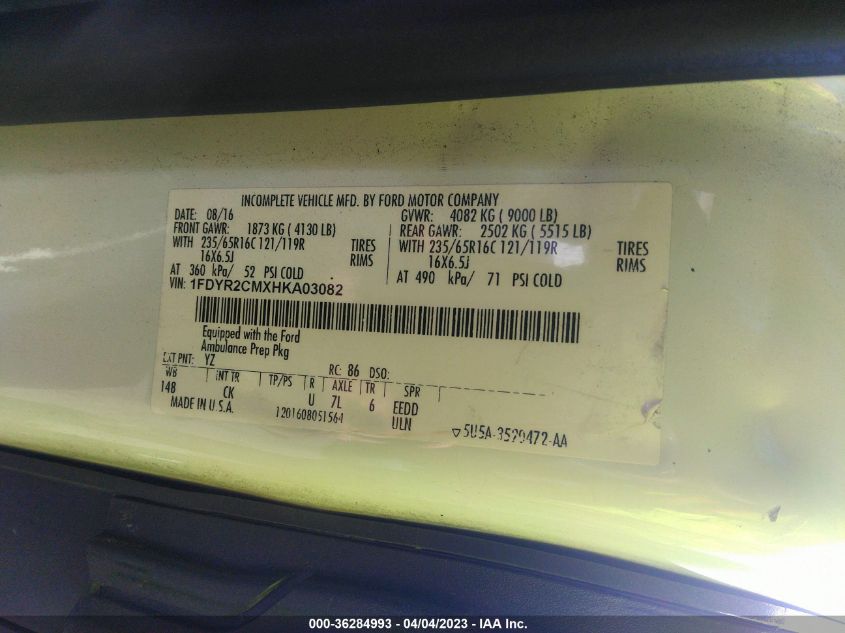 INCOMPLETE VEHICLE MFD. BY FORD MOTOR COMPANY
DATE: 08/16 GVWR: 4082 KG ( 9000 LB)
FRONT GAWR: 1873 KG ( 4130 LB) REAR GAWR: 2502 KG ( 5515 LB)
WITH 235/65R16C 121/119R TIRES WITH 235/65R16C 121/119R TIRES
16X6.5J RIMS 16X6.5J RIMS
AT 360 kPa/ 52 PSI COLD AT 490 kPa/ 71 PSI COLD
VIN: 1FDYR2CMXHKA03082
Equipped with the Ford
Ambulance Prep Pkg
EXT PNT: YZ RC: 86 DSO:
WB INT TR TP/PS R AXLE TR SPR
148 CK U 7L 6 EEDD
MADE IN U.S.A. 1201608051564 ULN
▽ 5U5A-3520472-AA
000-36284993 - 04/04/2023 - IAA Inc.